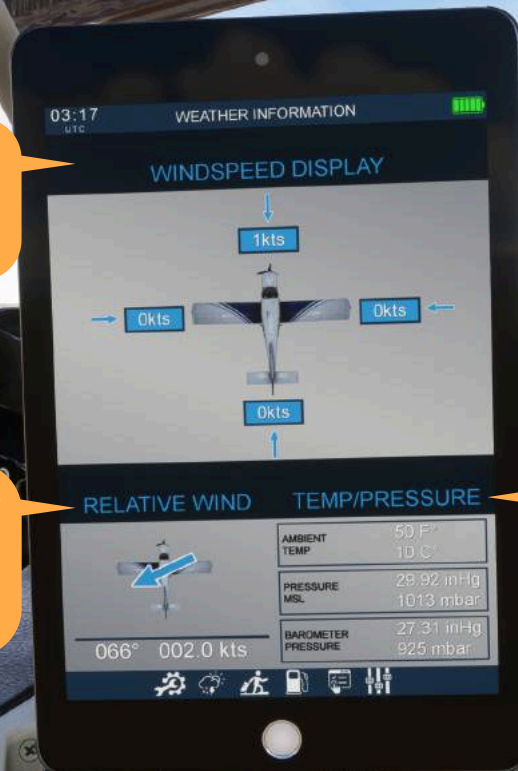 03:17
UTC
WEATHER INFORMATION
WINDSPEED DISPLAY
1kts
0kts
0kts
0kts
RELATIVE WIND
066° 002.0 kts
TEMP/PRESSURE
AMBIENT TEMP
50 F°
10 C°
PRESSURE MSL
29.92 inHg
1013 mbar
BAROMETER PRESSURE
27.31 inHg
925 mbar